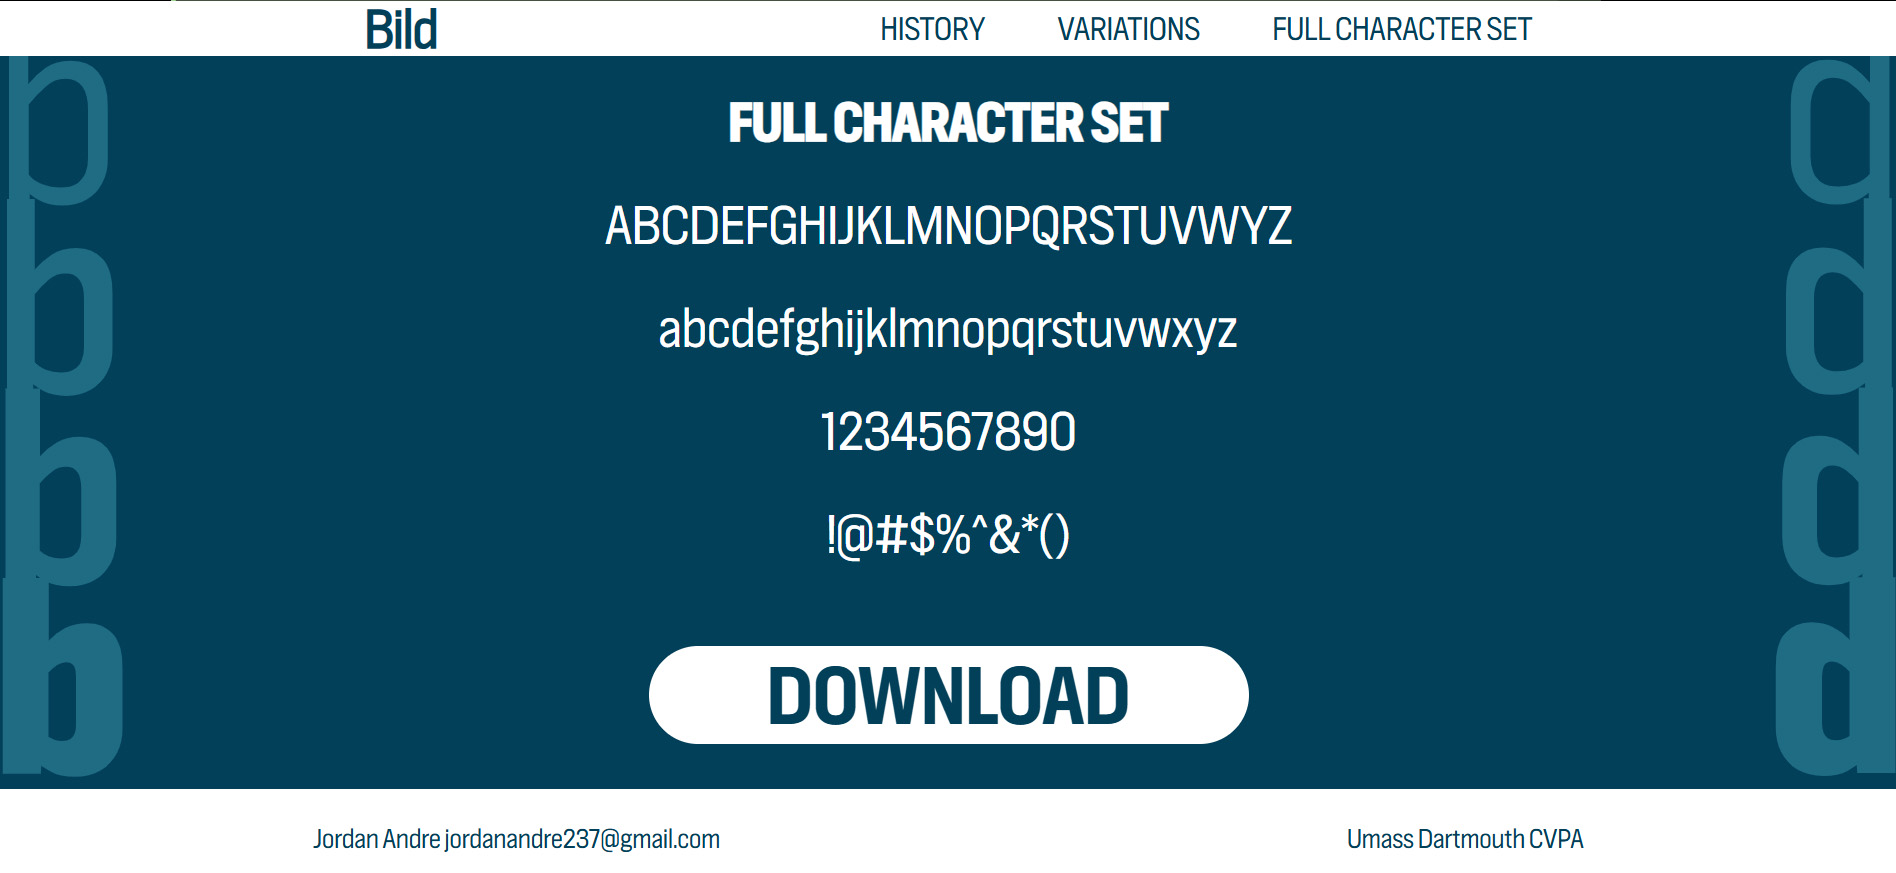 Bild
HISTORY VARIATIONS FULL CHARACTER SET
b
b
b
b
FULL CHARACTER SET
ABCDEFGHIJKLMNOPQRSTUVWYZ
abcdefghijklmnopqrstuvwxyz
1234567890
!@#$%^&*()
DOWNLOAD
d
d
d
d
Jordan Andre jordanandre237@gmail.com
Umass Dartmouth CVPA